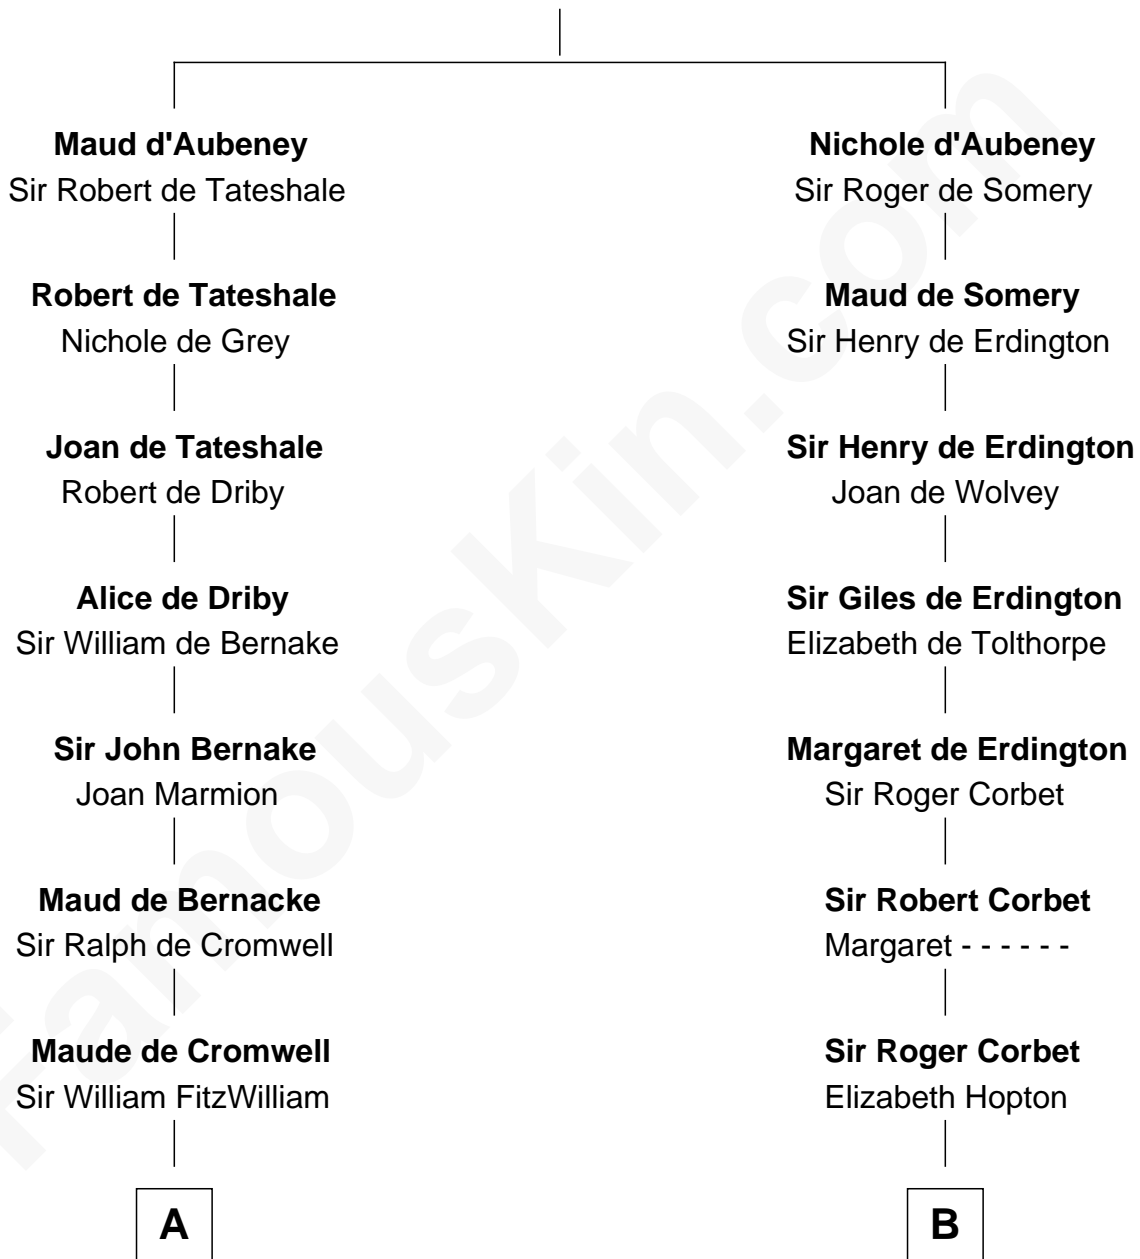 Maud d'Aubeney
Sir Robert de Tateshale
Robert de Tateshale
Nichole de Grey
Joan de Tateshale
Robert de Driby
Alice de Driby
Sir William de Bernake
Sir John Bernake
Joan Marmion
Maud de Bernacke
Sir Ralph de Cromwell
Maude de Cromwell
Sir William FitzWilliam
A
Nichole d'Aubeney
Sir Roger de Somery
Maud de Somery
Sir Henry de Erdington
Sir Henry de Erdington
Joan de Wolvey
Sir Giles de Erdington
Elizabeth de Tolthorpe
Margaret de Erdington
Sir Roger Corbet
Sir Robert Corbet
Margaret - - - - - -
Sir Roger Corbet
Elizabeth Hopton
B
FamousKin.com